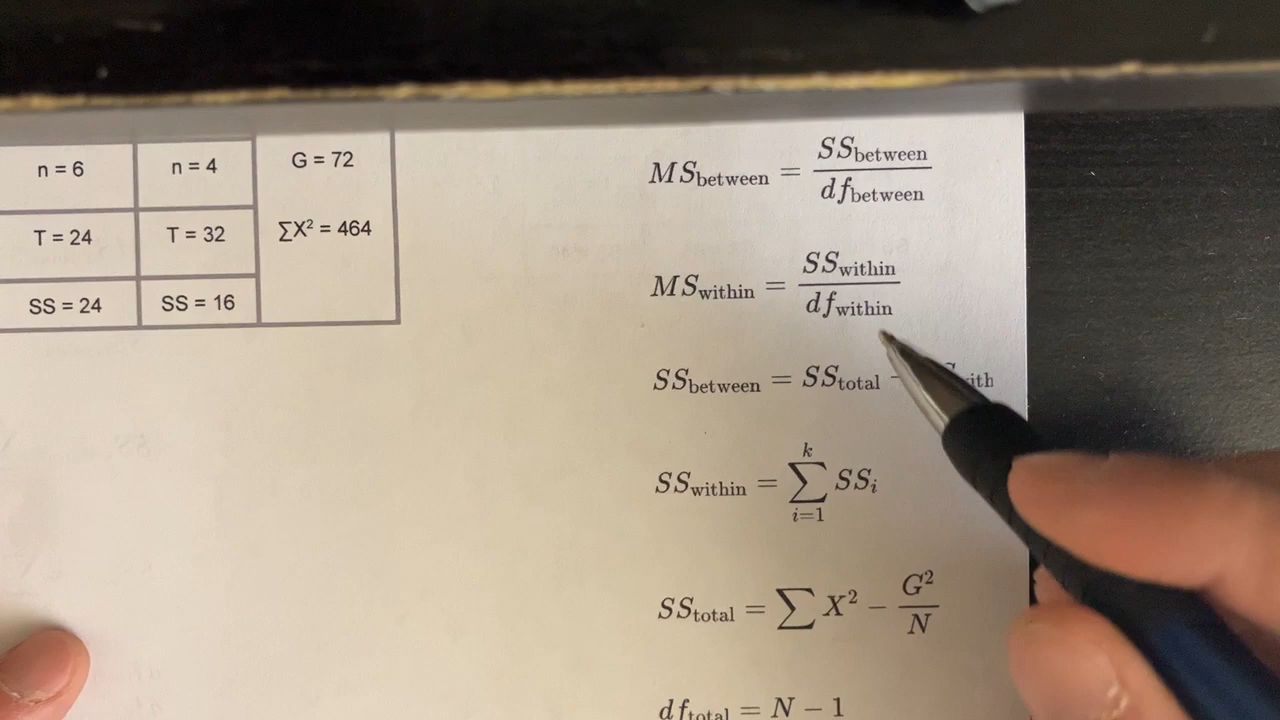 n = 6 n = 4 G = 72
T = 24 T = 32 ∑X² = 464
SS = 24 SS = 16
MS_between = SS_between / df_between
MS_within = SS_within / df_within
SS_between = SS_total −
SS_within = ∑_{i=1}^{k} SS_i
SS_total = ∑ X² − G² / N
df_total = N − 1